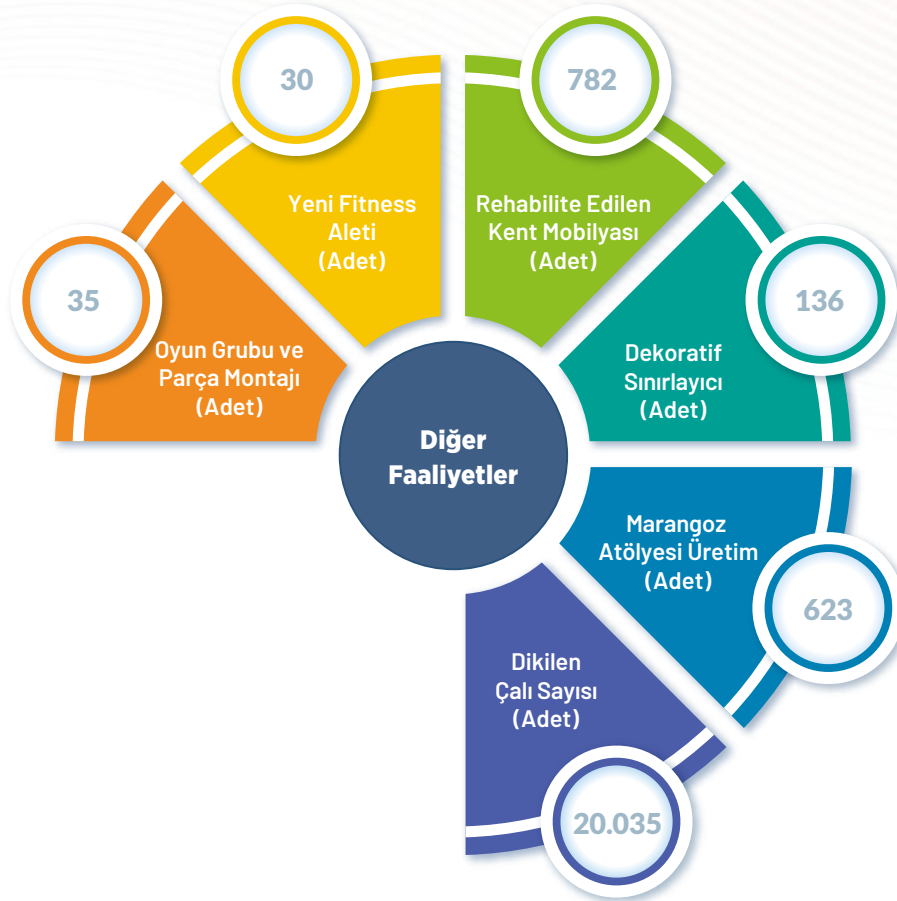 35
Oyun Grubu ve
Parça Montajı
(Adet)
30
Yeni Fitness
Aleti
(Adet)
782
Rehabilite Edilen
Kent Mobilyası
(Adet)
136
Dekoratif
Sınırlayıcı
(Adet)
Diğer
Faaliyetler
Marangoz
Atölyesi Üretim
(Adet)
623
Dikilen
Çalı Sayısı
(Adet)
20.035